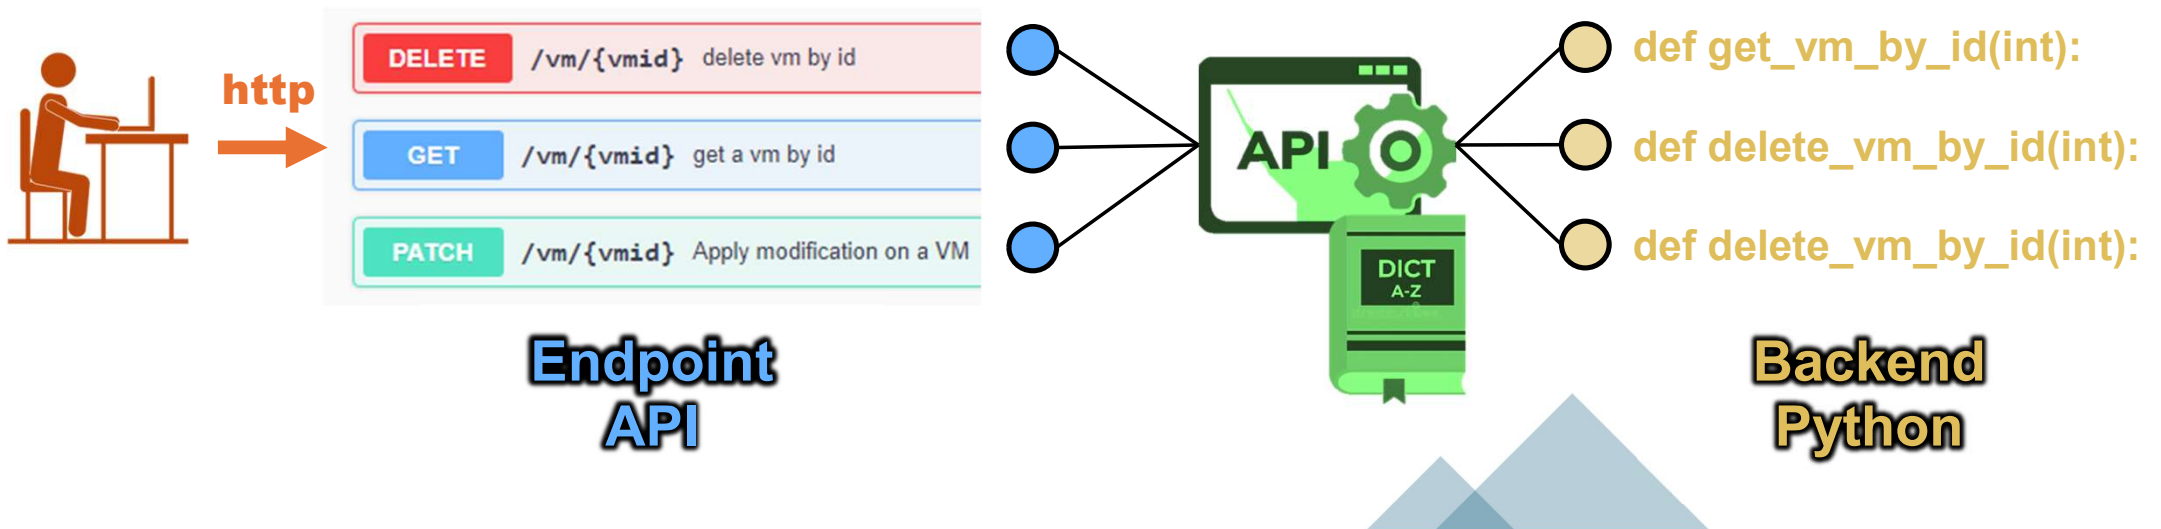 http
DELETE /vm/{vmid} delete vm by id
GET /vm/{vmid} get a vm by id
PATCH /vm/{vmid} Apply modification on a VM
Endpoint
API
API
DICT
A-Z
def get_vm_by_id(int):
def delete_vm_by_id(int):
def delete_vm_by_id(int):
Backend
Python